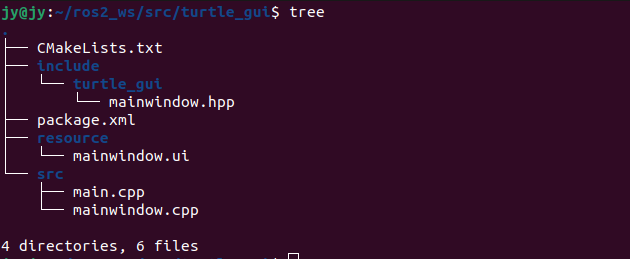 jy@jy:~/ros2_ws/src/turtle_gui$ tree
.
├── CMakeLists.txt
├── include
│   └── turtle_gui
│       └── mainwindow.hpp
├── package.xml
├── resource
│   └── mainwindow.ui
└── src
    ├── main.cpp
    └── mainwindow.cpp

4 directories, 6 files